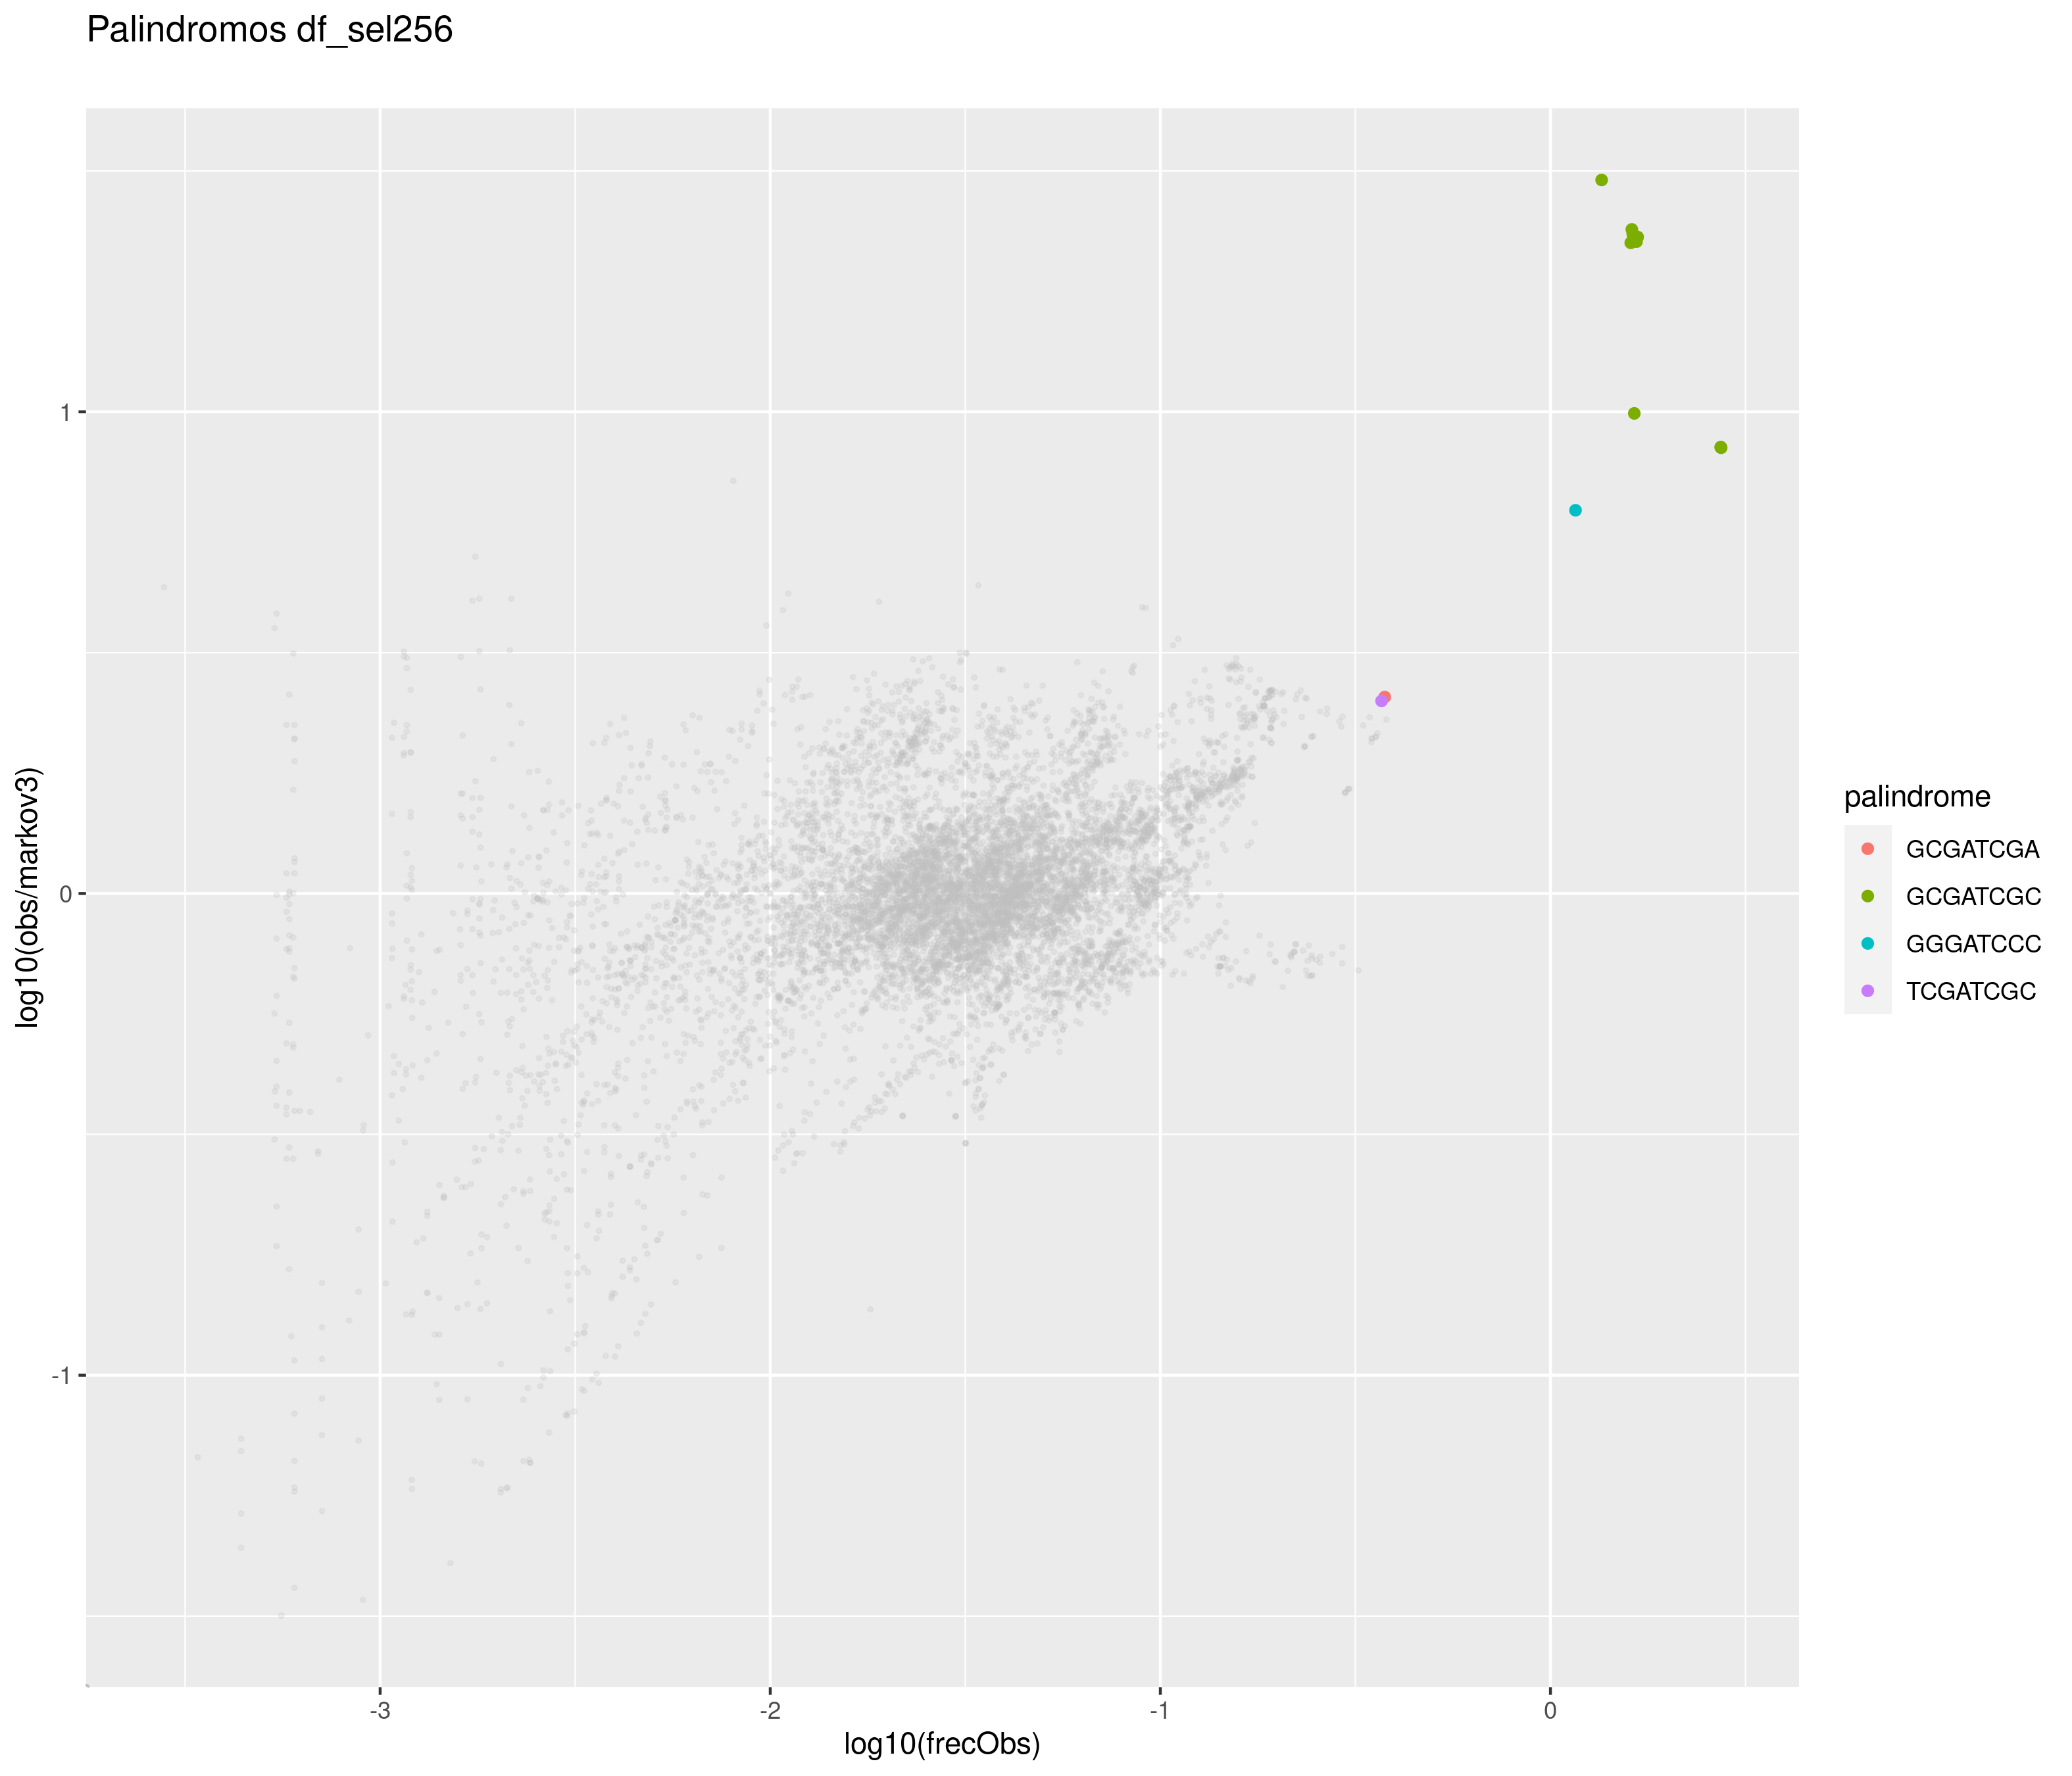 Palindromos df_sel256
log10(obs/markov3)
1
0
-1
-3
-2
-1
0
log10(frecObs)
palindrome
GCGATCGA
GCGATCGC
GGGATCCC
TCGATCGC